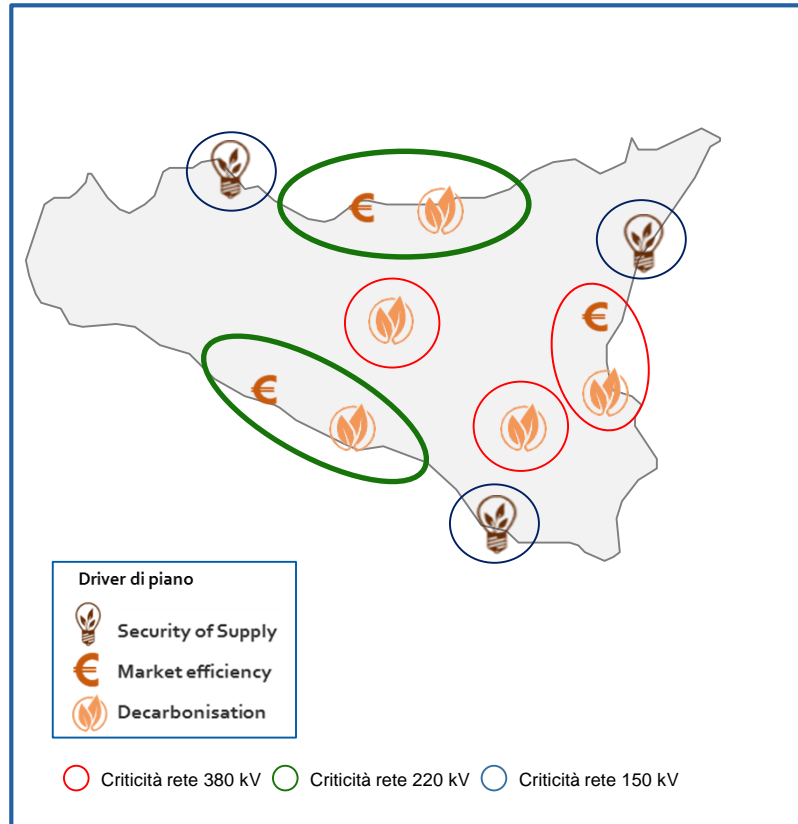 €
€
€
Driver di piano
Security of Supply
€ Market efficiency
Decarbonisation
Criticità rete 380 kV Criticità rete 220 kV Criticità rete 150 kV